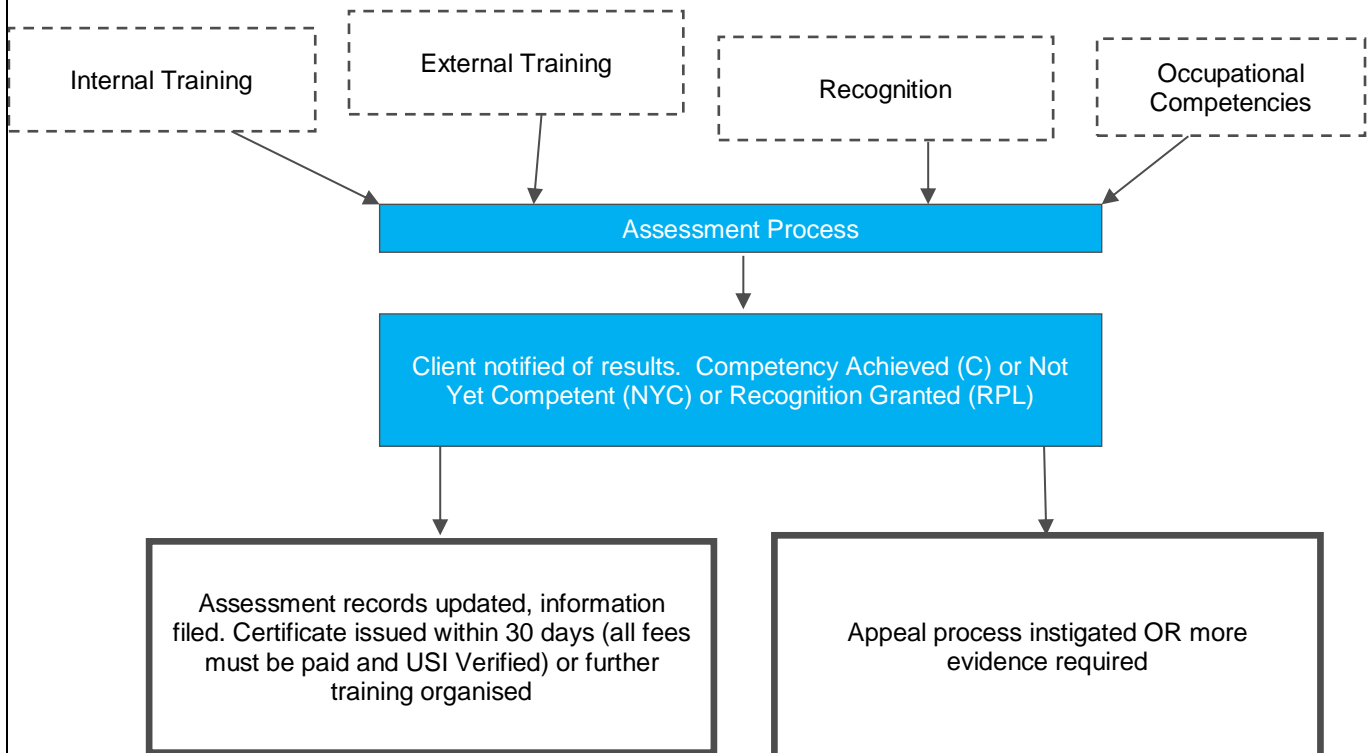 Internal Training
External Training
Recognition
Occupational
Competencies
Assessment Process
Client notified of results.  Competency Achieved (C) or Not
Yet Competent (NYC) or Recognition Granted (RPL)
Assessment records updated, information
filed. Certificate issued within 30 days (all fees
must be paid and USI Verified) or further
training organised
Appeal process instigated OR more
evidence required